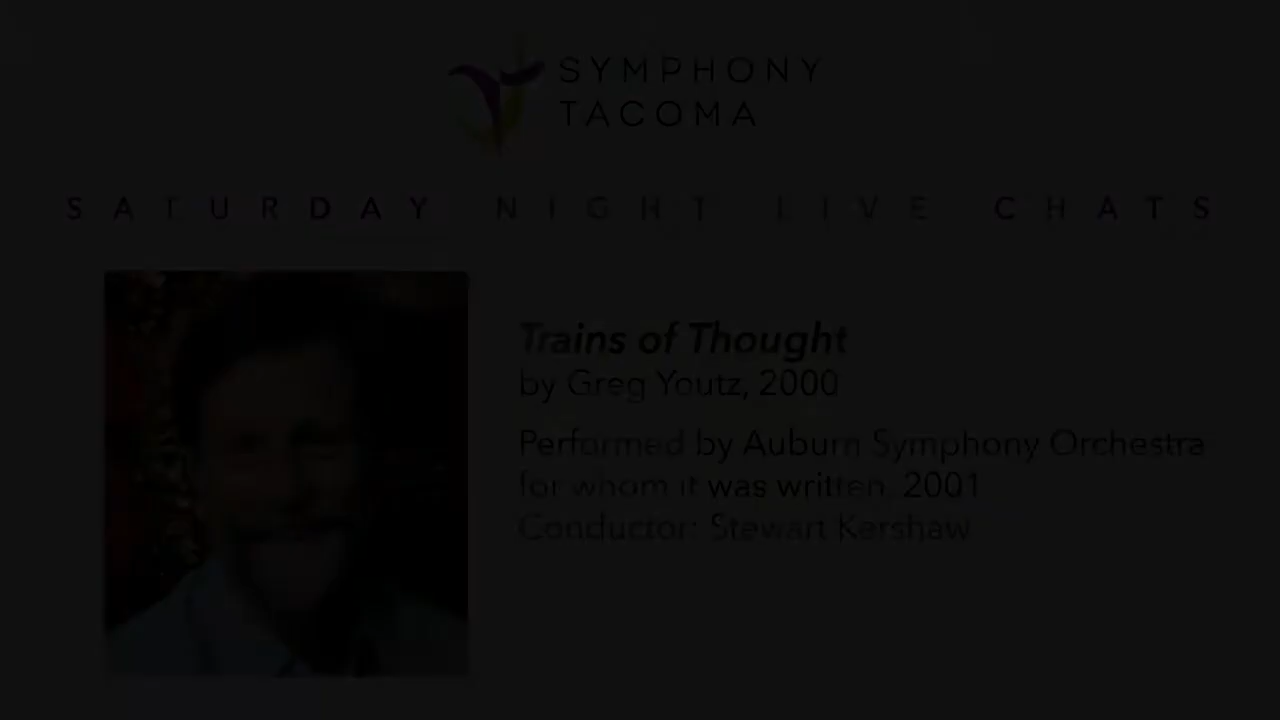 SYMPHONY
TACOMA
SATURDAY NIGHT LIVE CHATS
Trains of Thought
by Greg Youtz, 2000
Performed by Auburn Symphony Orchestra
for whom it was written, 2001
Conductor: Stewart Kershaw